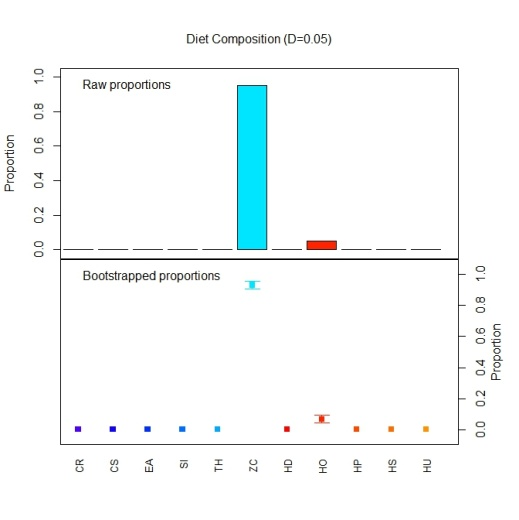 Diet Composition (D=0.05)
Raw proportions
Proportion
0.0 0.2 0.4 0.6 0.8 1.0
Bootstrapped proportions
Proportion
0.0 0.2 0.4 0.6 0.8 1.0
CR CS EA SI TH ZC HD HO HP HS HU